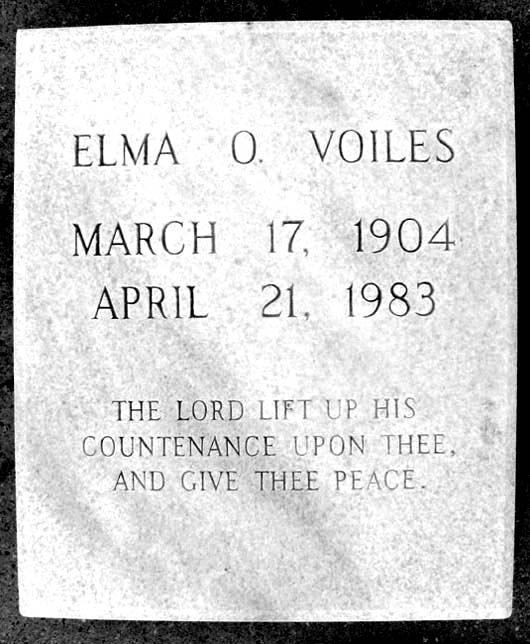 ELMA O. VOILES
MARCH 17, 1904
APRIL 21, 1983
THE LORD LIFT UP HIS
COUNTENANCE UPON THEE,
AND GIVE THEE PEACE.